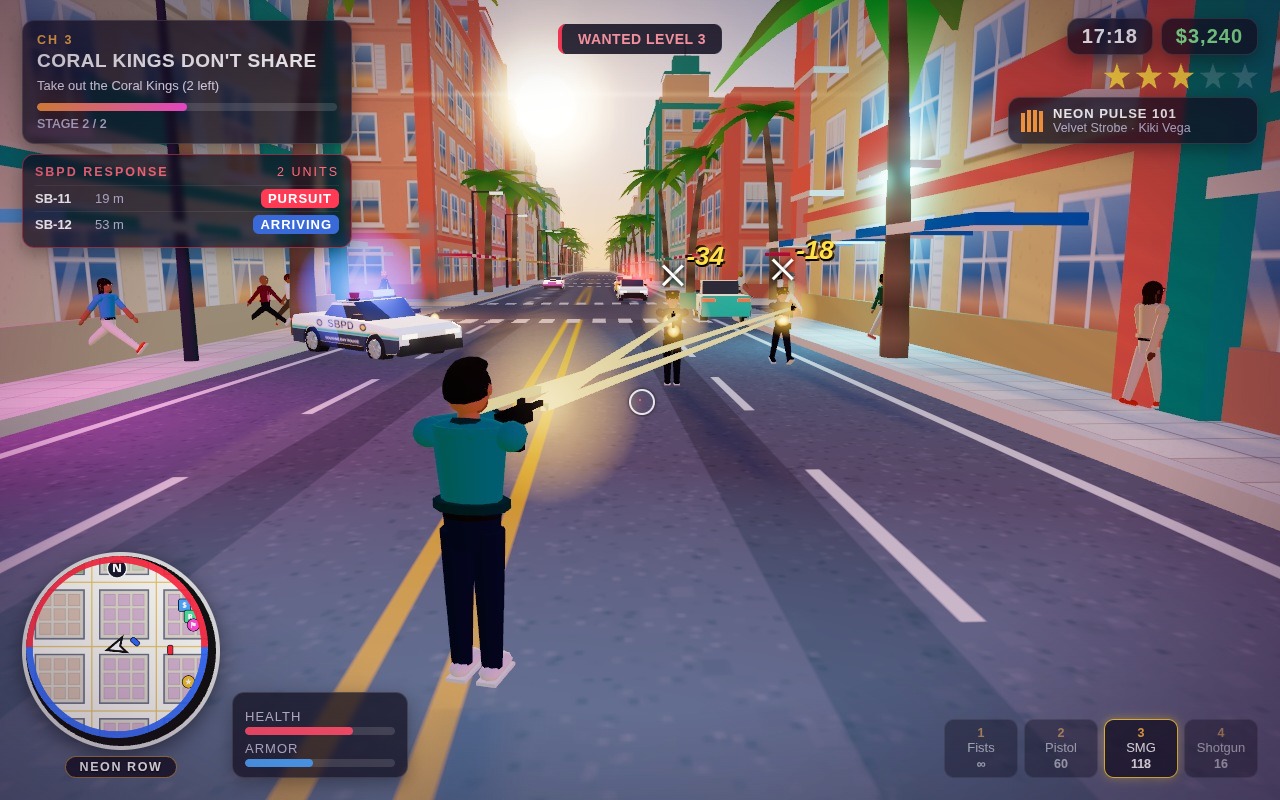 CH 3
CORAL KINGS DON'T SHARE
Take out the Coral Kings (2 left)
STAGE 2 / 2
SBPD RESPONSE 2 UNITS
SB-11 19 m PURSUIT
SB-12 53 m ARRIVING
WANTED LEVEL 3
17:18 $3,240
NEON PULSE 101
Velvet Strobe · Kiki Vega
-34
-18
SBPD
N
NEON ROW
HEALTH
ARMOR
1
Fists
∞
2
Pistol
60
3
SMG
118
4
Shotgun
16